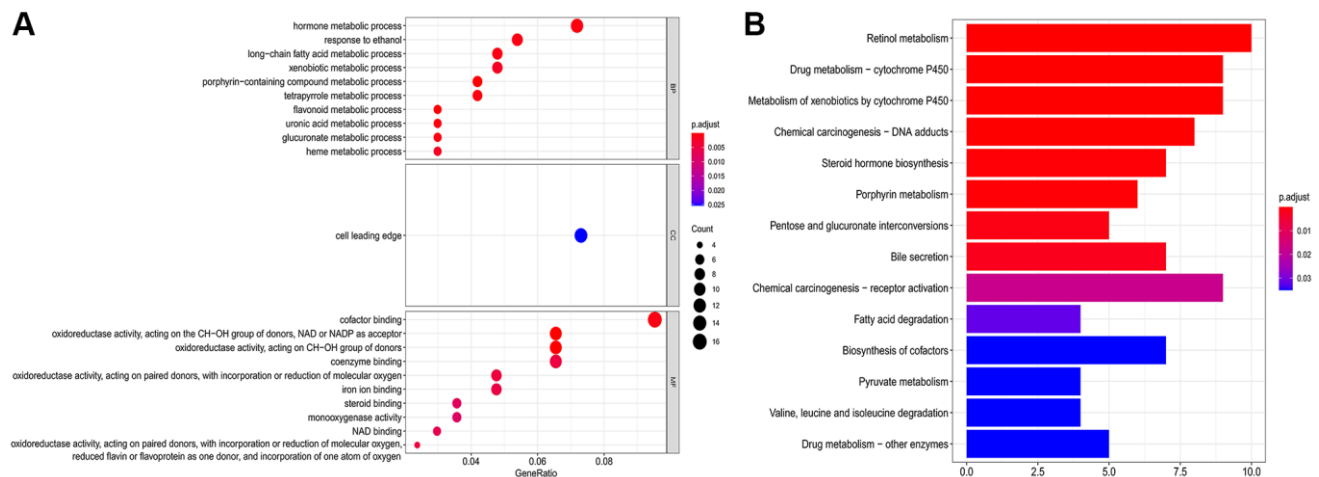 A
hormone metabolic process
response to ethanol
long-chain fatty acid metabolic process
xenobiotic metabolic process
porphyrin-containing compound metabolic process
tetrapyrrole metabolic process
flavonoid metabolic process
uronic acid metabolic process
glucuronate metabolic process
heme metabolic process
BP
cell leading edge
CC
cofactor binding
oxidoreductase activity, acting on the CH-OH group of donors, NAD or NADP as acceptor
oxidoreductase activity, acting on CH-OH group of donors
coenzyme binding
oxidoreductase activity, acting on paired donors, with incorporation or reduction of molecular oxygen
iron ion binding
steroid binding
monooxygenase activity
NAD binding
oxidoreductase activity, acting on paired donors, with incorporation or reduction of molecular oxygen,
reduced flavin or flavoprotein as one donor, and incorporation of one atom of oxygen
MF
0.04 0.06 0.08
GeneRatio
p.adjust
0.005
0.010
0.015
0.020
0.025
Count
4
6
8
10
12
14
16
B
Retinol metabolism
Drug metabolism − cytochrome P450
Metabolism of xenobiotics by cytochrome P450
Chemical carcinogenesis − DNA adducts
Steroid hormone biosynthesis
Porphyrin metabolism
Pentose and glucuronate interconversions
Bile secretion
Chemical carcinogenesis − receptor activation
Fatty acid degradation
Biosynthesis of cofactors
Pyruvate metabolism
Valine, leucine and isoleucine degradation
Drug metabolism − other enzymes
0.0 2.5 5.0 7.5 10.0
p.adjust
0.01
0.02
0.03